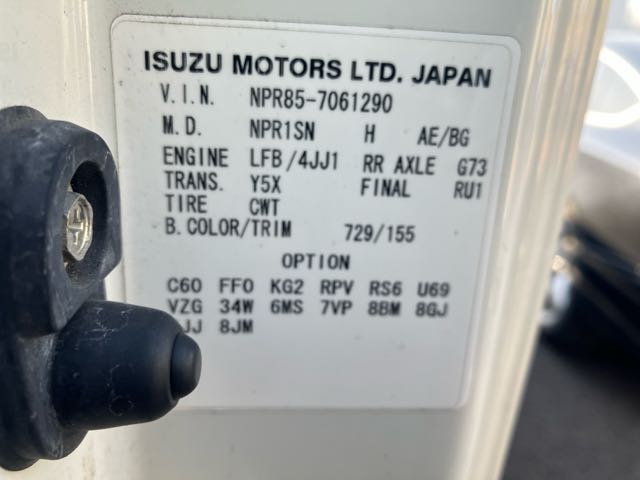 ISUZU MOTORS LTD. JAPAN
V.I.N. NPR85-7061290
M.D. NPR1SN H AE/BG
ENGINE LFB/4JJ1 RR AXLE G73
TRANS. Y5X FINAL RU1
TIRE CWT
B.COLOR/TRIM 729/155
OPTION
C60 FF0 KG2 RPV RS6 U69
VZG 34W 6MS 7VP 8BM 8GJ
8JM